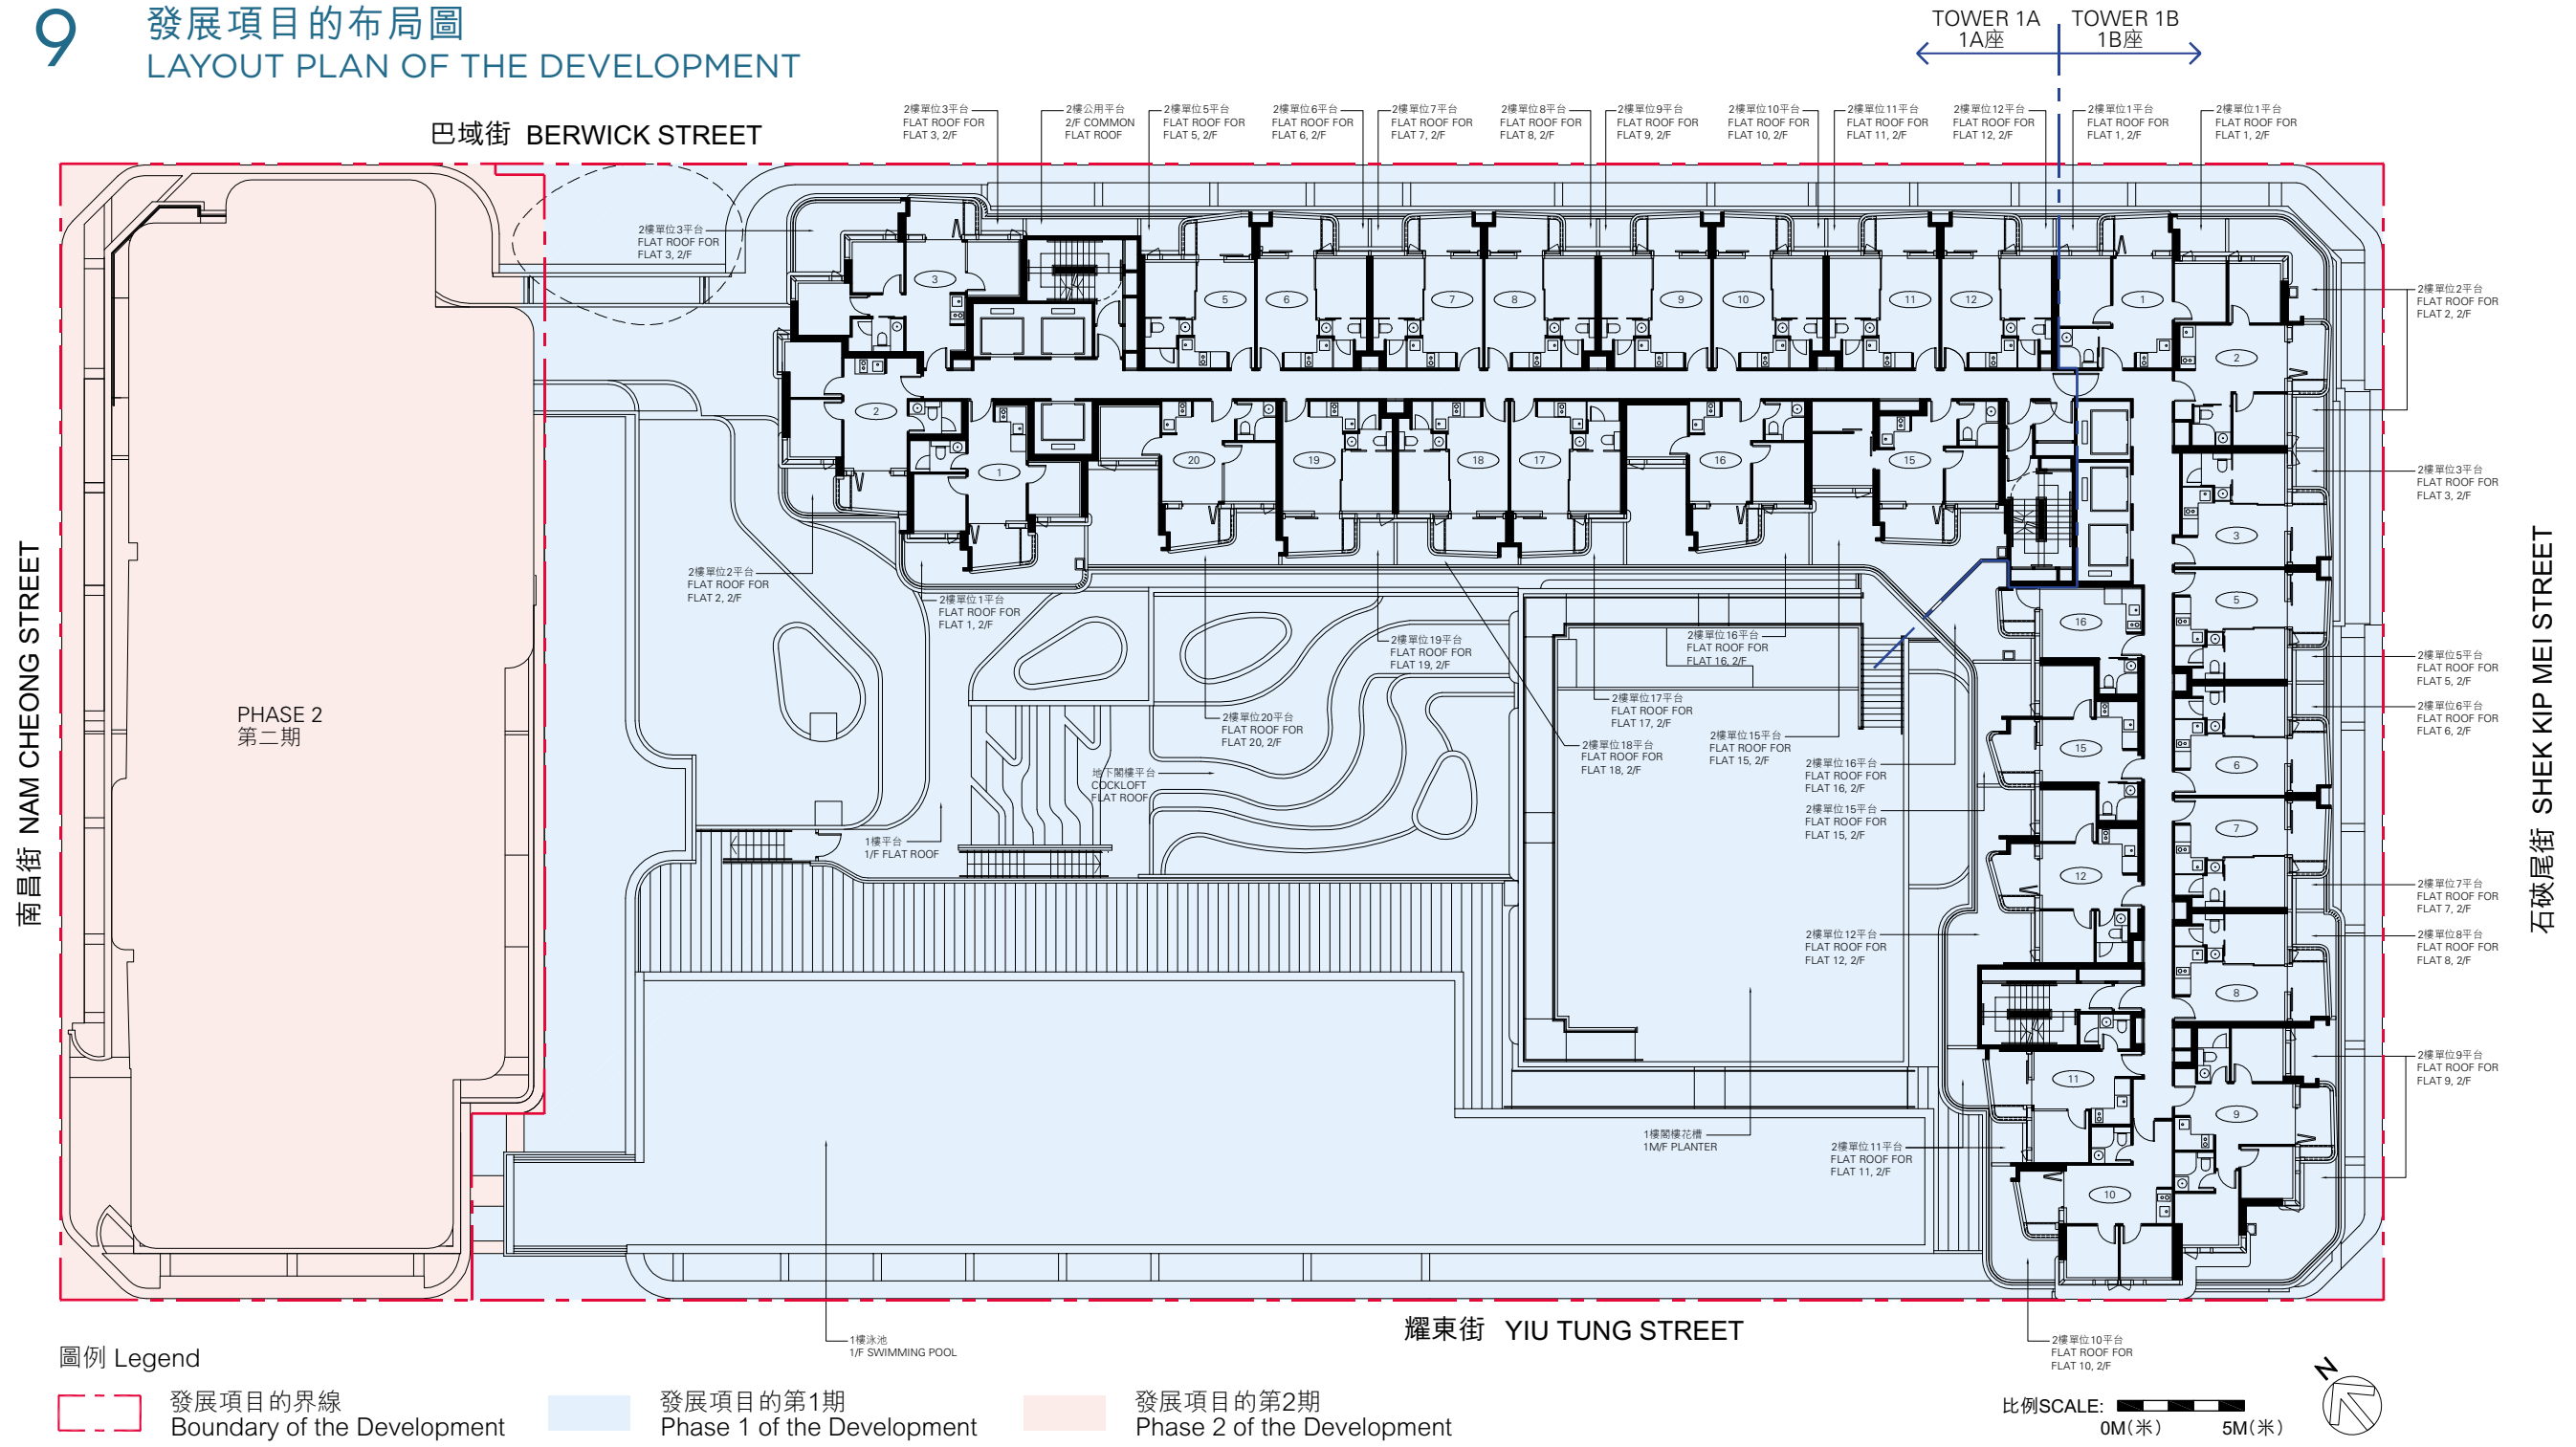 9
發展項目的布局圖
LAYOUT PLAN OF THE DEVELOPMENT
TOWER 1A
1A座
TOWER 1B
1B座
巴域街 BERWICK STREET
2樓單位3平台
FLAT ROOF FOR
FLAT 3, 2/F
2樓公用平台
2/F COMMON
FLAT ROOF
2樓單位5平台
FLAT ROOF FOR
FLAT 5, 2/F
2樓單位6平台
FLAT ROOF FOR
FLAT 6, 2/F
2樓單位7平台
FLAT ROOF FOR
FLAT 7, 2/F
2樓單位8平台
FLAT ROOF FOR
FLAT 8, 2/F
2樓單位9平台
FLAT ROOF FOR
FLAT 9, 2/F
2樓單位10平台
FLAT ROOF FOR
FLAT 10, 2/F
2樓單位11平台
FLAT ROOF FOR
FLAT 11, 2/F
2樓單位12平台
FLAT ROOF FOR
FLAT 12, 2/F
2樓單位1平台
FLAT ROOF FOR
FLAT 1, 2/F
2樓單位1平台
FLAT ROOF FOR
FLAT 1, 2/F
2樓單位3平台
FLAT ROOF FOR
FLAT 3, 2/F
3
5
6
7
8
9
10
11
12
1
2樓單位2平台
FLAT ROOF FOR
FLAT 2, 2/F
2
2
1
20
19
18
17
16
15
2樓單位3平台
FLAT ROOF FOR
FLAT 3, 2/F
3
2樓單位2平台
FLAT ROOF FOR
FLAT 2, 2/F
2樓單位1平台
FLAT ROOF FOR
FLAT 1, 2/F
2樓單位19平台
FLAT ROOF FOR
FLAT 19, 2/F
2樓單位16平台
FLAT ROOF FOR
FLAT 16, 2/F
16
5
2樓單位5平台
FLAT ROOF FOR
FLAT 5, 2/F
2樓單位17平台
FLAT ROOF FOR
FLAT 17, 2/F
2樓單位20平台
FLAT ROOF FOR
FLAT 20, 2/F
2樓單位18平台
FLAT ROOF FOR
FLAT 18, 2/F
2樓單位15平台
FLAT ROOF FOR
FLAT 15, 2/F
2樓單位16平台
FLAT ROOF FOR
FLAT 16, 2/F
2樓單位6平台
FLAT ROOF FOR
FLAT 6, 2/F
15
6
PHASE 2
第二期
地下閣樓平台
COCKLOFT
FLAT ROOF
2樓單位15平台
FLAT ROOF FOR
FLAT 15, 2/F
7
1樓平台
1/F FLAT ROOF
12
2樓單位7平台
FLAT ROOF FOR
FLAT 7, 2/F
2樓單位12平台
FLAT ROOF FOR
FLAT 12, 2/F
2樓單位8平台
FLAT ROOF FOR
FLAT 8, 2/F
8
南昌街 NAM CHEONG STREET
石硤尾街 SHEK KIP MEI STREET
11
2樓單位9平台
FLAT ROOF FOR
FLAT 9, 2/F
9
1樓閣樓花槽
1M/F PLANTER
2樓單位11平台
FLAT ROOF FOR
FLAT 11, 2/F
10
耀東街 YIU TUNG STREET
1樓泳池
1/F SWIMMING POOL
2樓單位10平台
FLAT ROOF FOR
FLAT 10, 2/F
圖例 Legend
發展項目的界線
Boundary of the Development
發展項目的第1期
Phase 1 of the Development
發展項目的第2期
Phase 2 of the Development
比例SCALE:
0M(米)
5M(米)
N